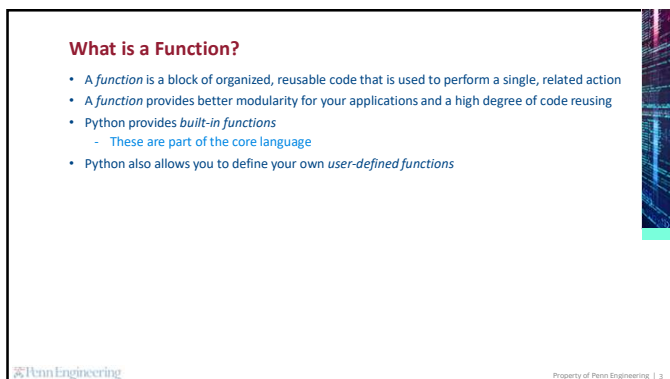 What is a Function?
• A function is a block of organized, reusable code that is used to perform a single, related action
• A function provides better modularity for your applications and a high degree of code reusing
• Python provides built-in functions
- These are part of the core language
• Python also allows you to define your own user-defined functions
Penn Engineering
Property of Penn Engineering | 3